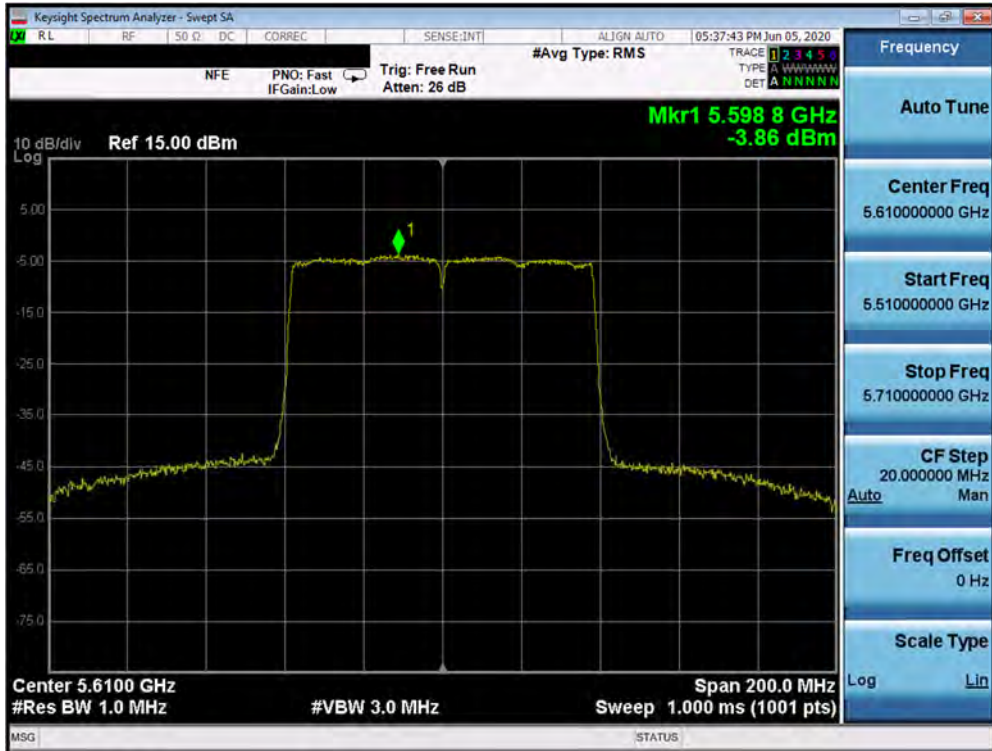 Keysight Spectrum Analyzer - Swept SA
LXI RL RF 50 Ω DC CORREC SENSE:INT ALIGN AUTO 05:37:43 PM Jun 05, 2020
#Avg Type: RMS
TRACE 1 2 3 4 5 6
TYPE A WWWWW
DET A N N N N N
NFE PNO: Fast Trig: Free Run
IFGain:Low Atten: 26 dB
Mkr1 5.598 8 GHz
-3.86 dBm
10 dB/div Ref 15.00 dBm
Log
1
5.00
-5.00
-15.0
-25.0
-35.0
-45.0
-55.0
-65.0
-75.0
Center 5.6100 GHz Span 200.0 MHz
#Res BW 1.0 MHz #VBW 3.0 MHz Sweep 1.000 ms (1001 pts)
MSG STATUS
Frequency
Auto Tune
Center Freq
5.610000000 GHz
Start Freq
5.510000000 GHz
Stop Freq
5.710000000 GHz
CF Step
20.000000 MHz
Auto Man
Freq Offset
0 Hz
Scale Type
Log Lin